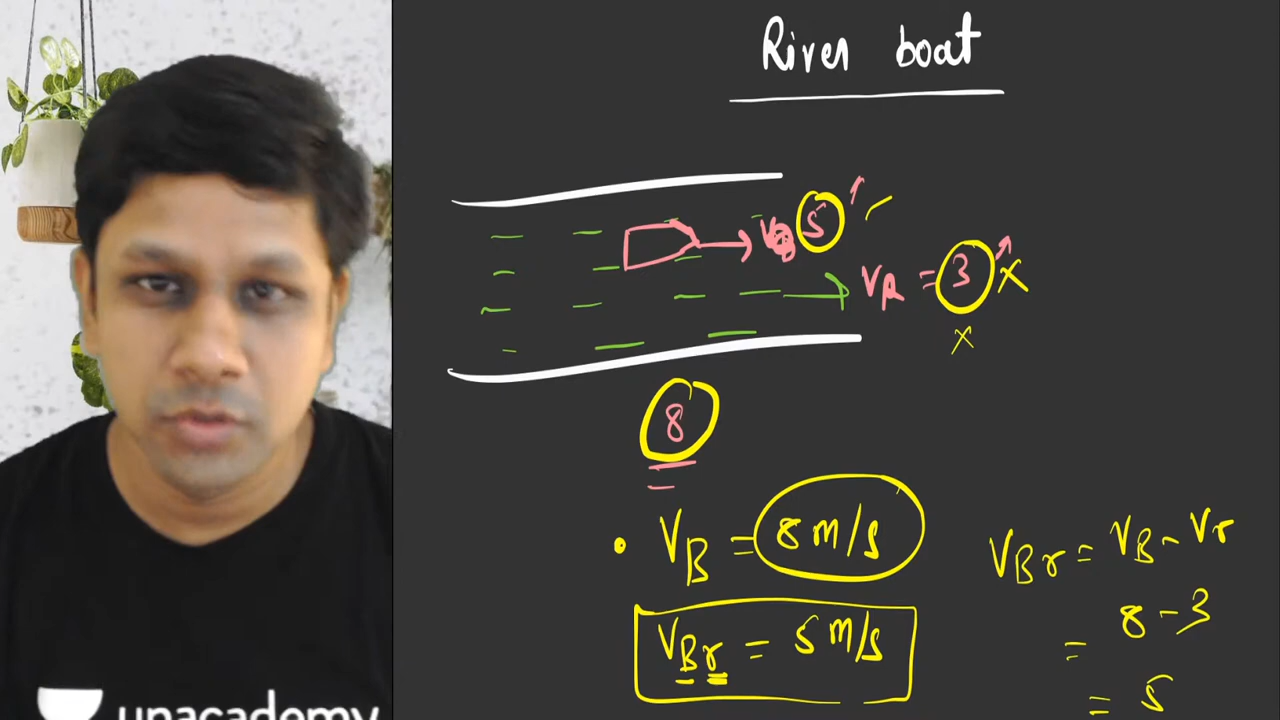 River boat
5
VR = 3 x
x
8
• VB = 8 m/s
VBr = VB - Vr
8 - 3
VBr = 5 m/s
=
= 5
unacademy